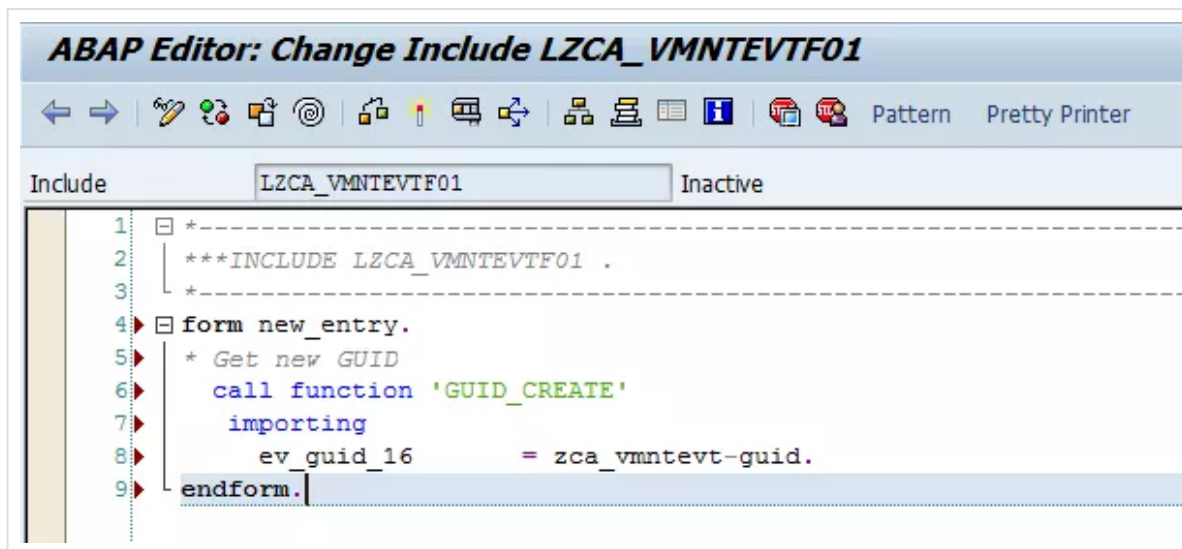 ABAP Editor: Change Include LZCA_VMNTEVTF01
Pattern Pretty Printer
Include LZCA_VMNTEVTF01 Inactive
1 *----------------------------------------------------------------
2 ***INCLUDE LZCA_VMNTEVTF01 .
3 *----------------------------------------------------------------
4 form new_entry.
5 * Get new GUID
6 call function 'GUID_CREATE'
7 importing
8 ev_guid_16 = zca_vmntevt-guid.
9 endform.